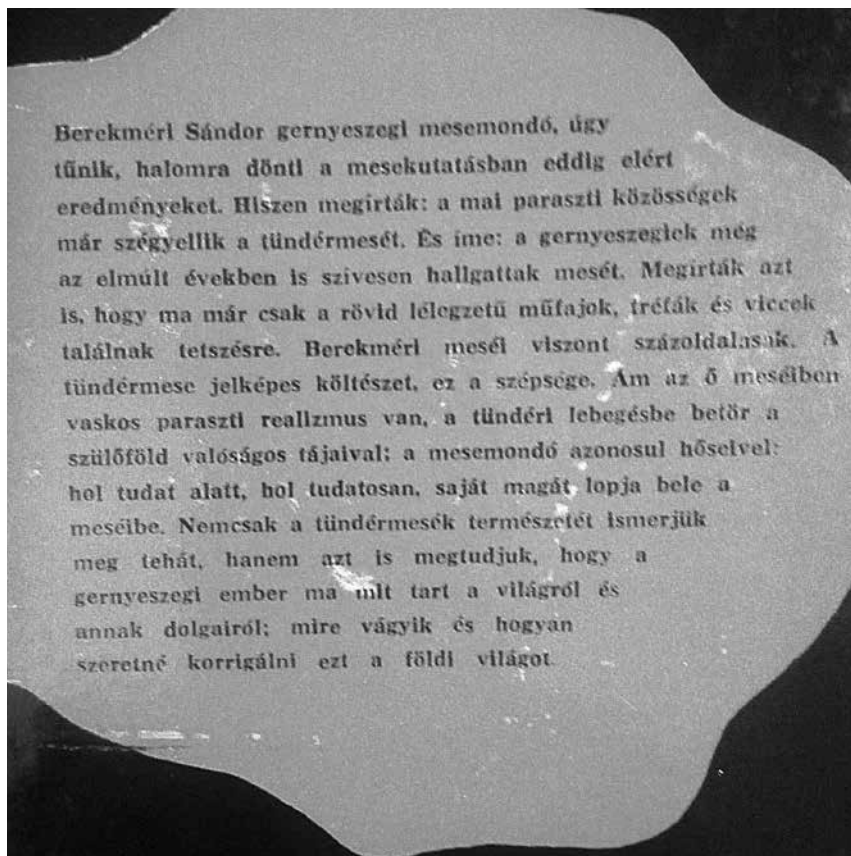 Berekméri Sándor gernyeszegi mesemondó, úgy
tűnik, halomra dönti a mesekutatásban eddig elért
eredményeket. Hiszen megírták: a mai paraszti közösségek
már szégyellik a tündérmesét. És íme: a gernyeszegiek még
az elmúlt években is szívesen hallgattak mesét. Megírták azt
is, hogy ma már csak a rövid lélegzetű műfajok, tréfák és viccek
találnak tetszésre. Berekméri meséi viszont százoldalasak. A
tündérmese jelképes költészet, ez a szépsége. Ám az ő meséiben
vaskos paraszti realizmus van, a tündéri lebegésbe betör a
szülőföld valóságos tájaival; a mesemondó azonosul hőseivel:
hol tudat alatt, hol tudatosan, saját magát lopja bele a
meséibe. Nemcsak a tündérmesék természetét ismerjük
meg tehát, hanem azt is megtudjuk, hogy a
gernyeszegi ember ma mit tart a világról és
annak dolgairól; mire vágyik és hogyan
szeretné korrigálni ezt a földi világot.